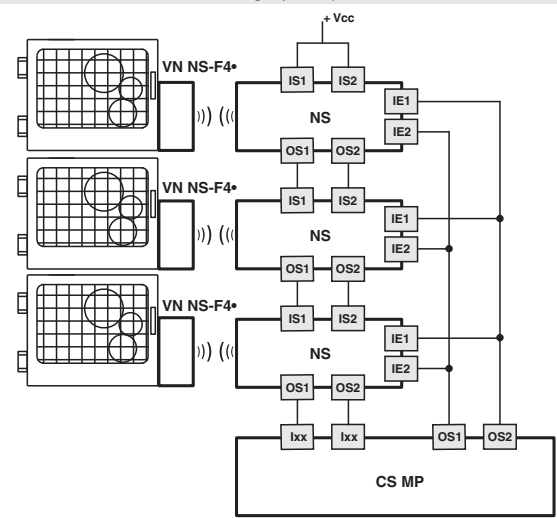 + Vcc
VN NS-F4•
IS1 IS2
IE1
NS
IE2
OS1 OS2
VN NS-F4•
IS1 IS2
IE1
NS
IE2
OS1 OS2
VN NS-F4•
IS1 IS2
IE1
NS
IE2
OS1 OS2
Ixx Ixx OS1 OS2
CS MP